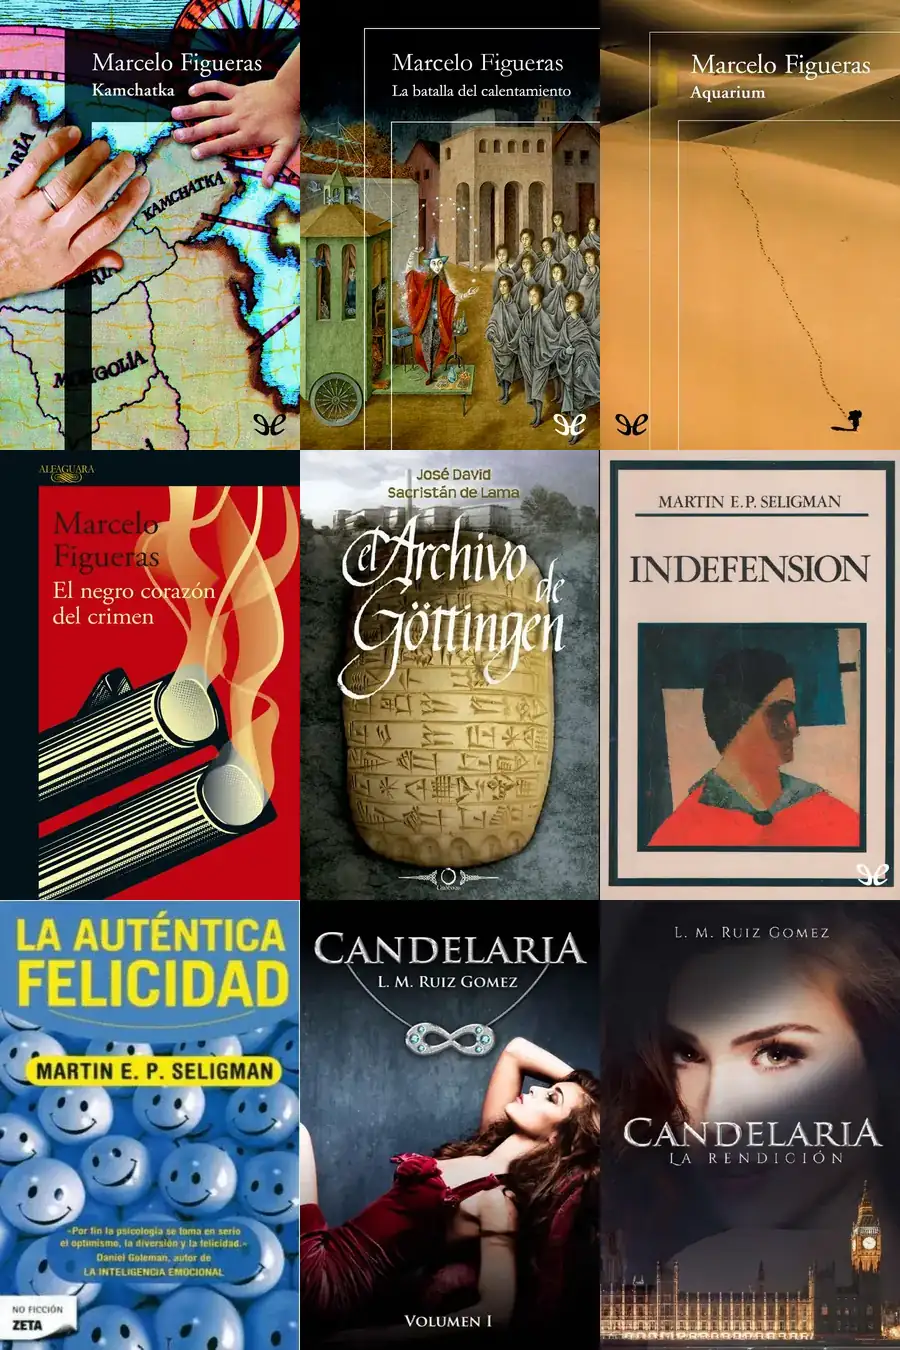 Marcelo Figueras
Kamchatka
KAMCHATKA
MONGOLIA
Marcelo Figueras
La batalla del calentamiento
Marcelo Figueras
Aquarium
ALFAGUARA
Marcelo
Figueras
El negro corazón
del crimen
José David
Sacristán de Lama
el Archivo
de
Göttingen
MARTIN E. P. SELIGMAN
INDEFENSION
LA AUTÉNTICA
FELICIDAD
MARTIN E. P. SELIGMAN
«Por fin la psicología se toma en serio
el optimismo, la diversión y la felicidad.»
Daniel Goleman, autor de
LA INTELIGENCIA EMOCIONAL
NO FICCIÓN
ZETA
CANDELARIA
L. M. RUIZ GOMEZ
VOLUMEN I
L. M. RUIZ GOMEZ
CANDELARIA
LA RENDICIÓN